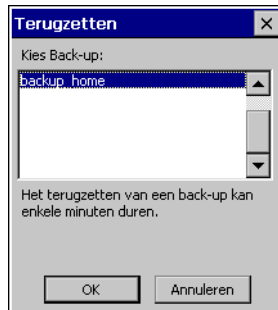 Terugzetten
Kies Back-up:
backup_home
Het terugzetten van een back-up kan
enkele minuten duren.
OK
Annuleren